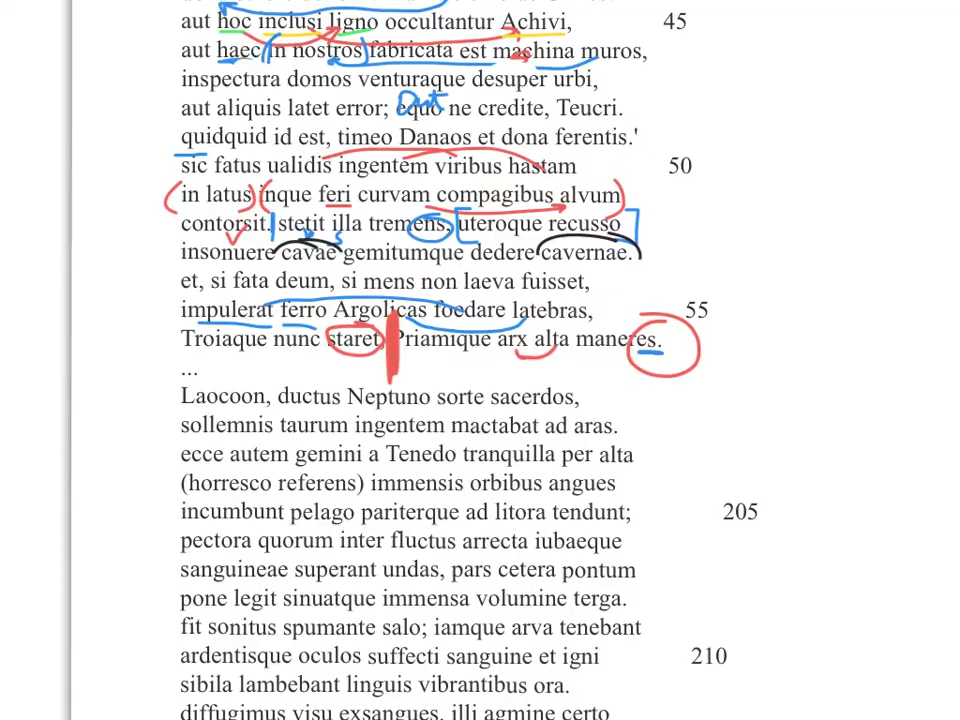 aut hoc inclusi ligno occultantur Achivi, 45
aut haec in nostros fabricata est machina muros,
inspectura domos venturaque desuper urbi,
aut aliquis latet error; equo ne credite, Teucri.
Dat
quidquid id est, timeo Danaos et dona ferentis.'
sic fatus ualidis ingentem viribus hastam 50
in latus inque feri curvam compagibus alvum
contorsit. stetit illa tremens, uteroque recusso
insonuere cavae gemitumque dedere cavernae.
et, si fata deum, si mens non laeva fuisset,
impulerat ferro Argolicas foedare latebras, 55
Troiaque nunc staret, Priamique arx alta maneres.
...
Laocoon, ductus Neptuno sorte sacerdos,
sollemnis taurum ingentem mactabat ad aras.
ecce autem gemini a Tenedo tranquilla per alta
(horresco referens) immensis orbibus angues
incumbunt pelago pariterque ad litora tendunt; 205
pectora quorum inter fluctus arrecta iubaeque
sanguineae superant undas, pars cetera pontum
pone legit sinuatque immensa volumine terga.
fit sonitus spumante salo; iamque arva tenebant
ardentisque oculos suffecti sanguine et igni 210
sibila lambebant linguis vibrantibus ora.
diffugimus visu exsangues. illi agmine certo